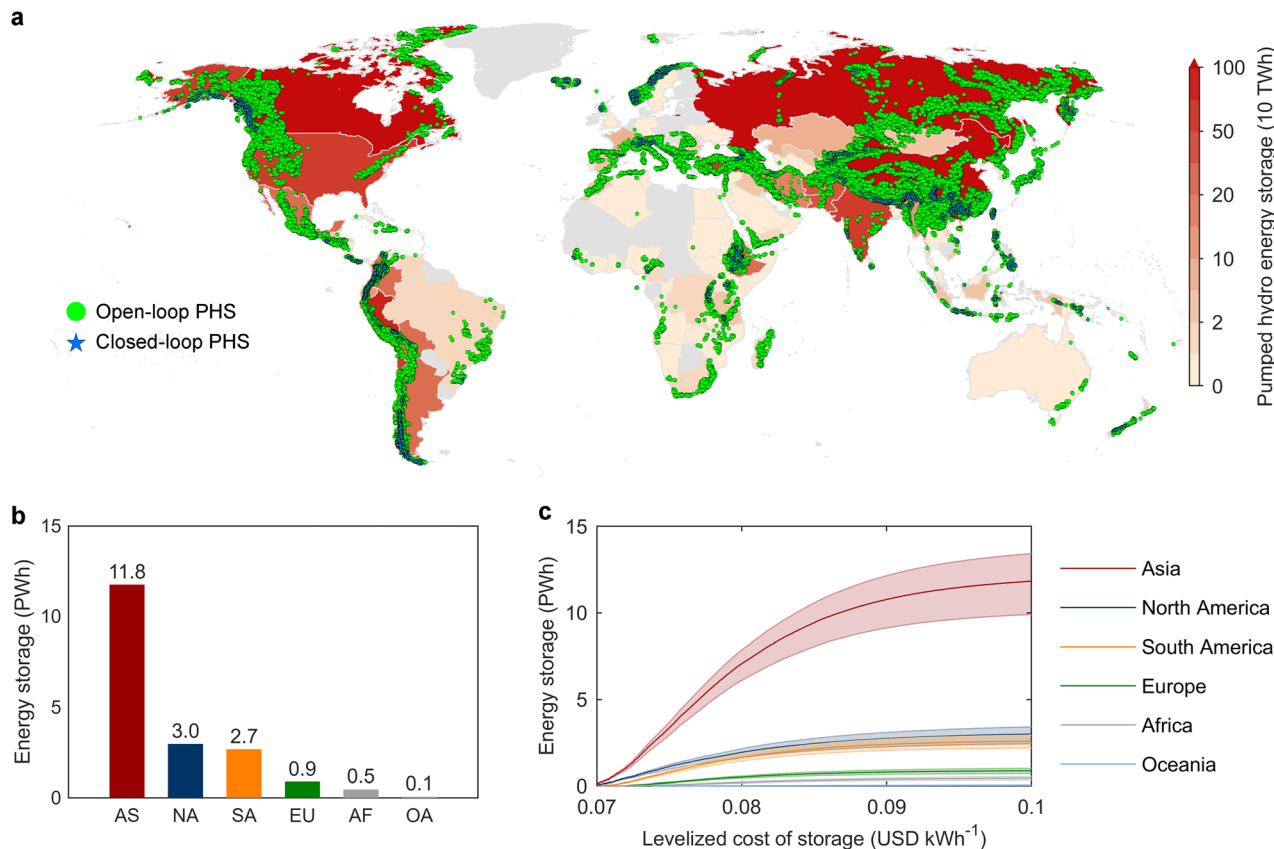 a
100
50
20
10
2
0
Pumped hydro energy storage (10 TWh)
Open-loop PHS
Closed-loop PHS
b
15
10
5
0
Energy storage (PWh)
11.8
3.0
2.7
0.9
0.5
0.1
AS NA SA EU AF OA
c
15
10
5
0
Energy storage (PWh)
0.07 0.08 0.09 0.1
Levelized cost of storage (USD kWh⁻¹)
Asia
North America
South America
Europe
Africa
Oceania